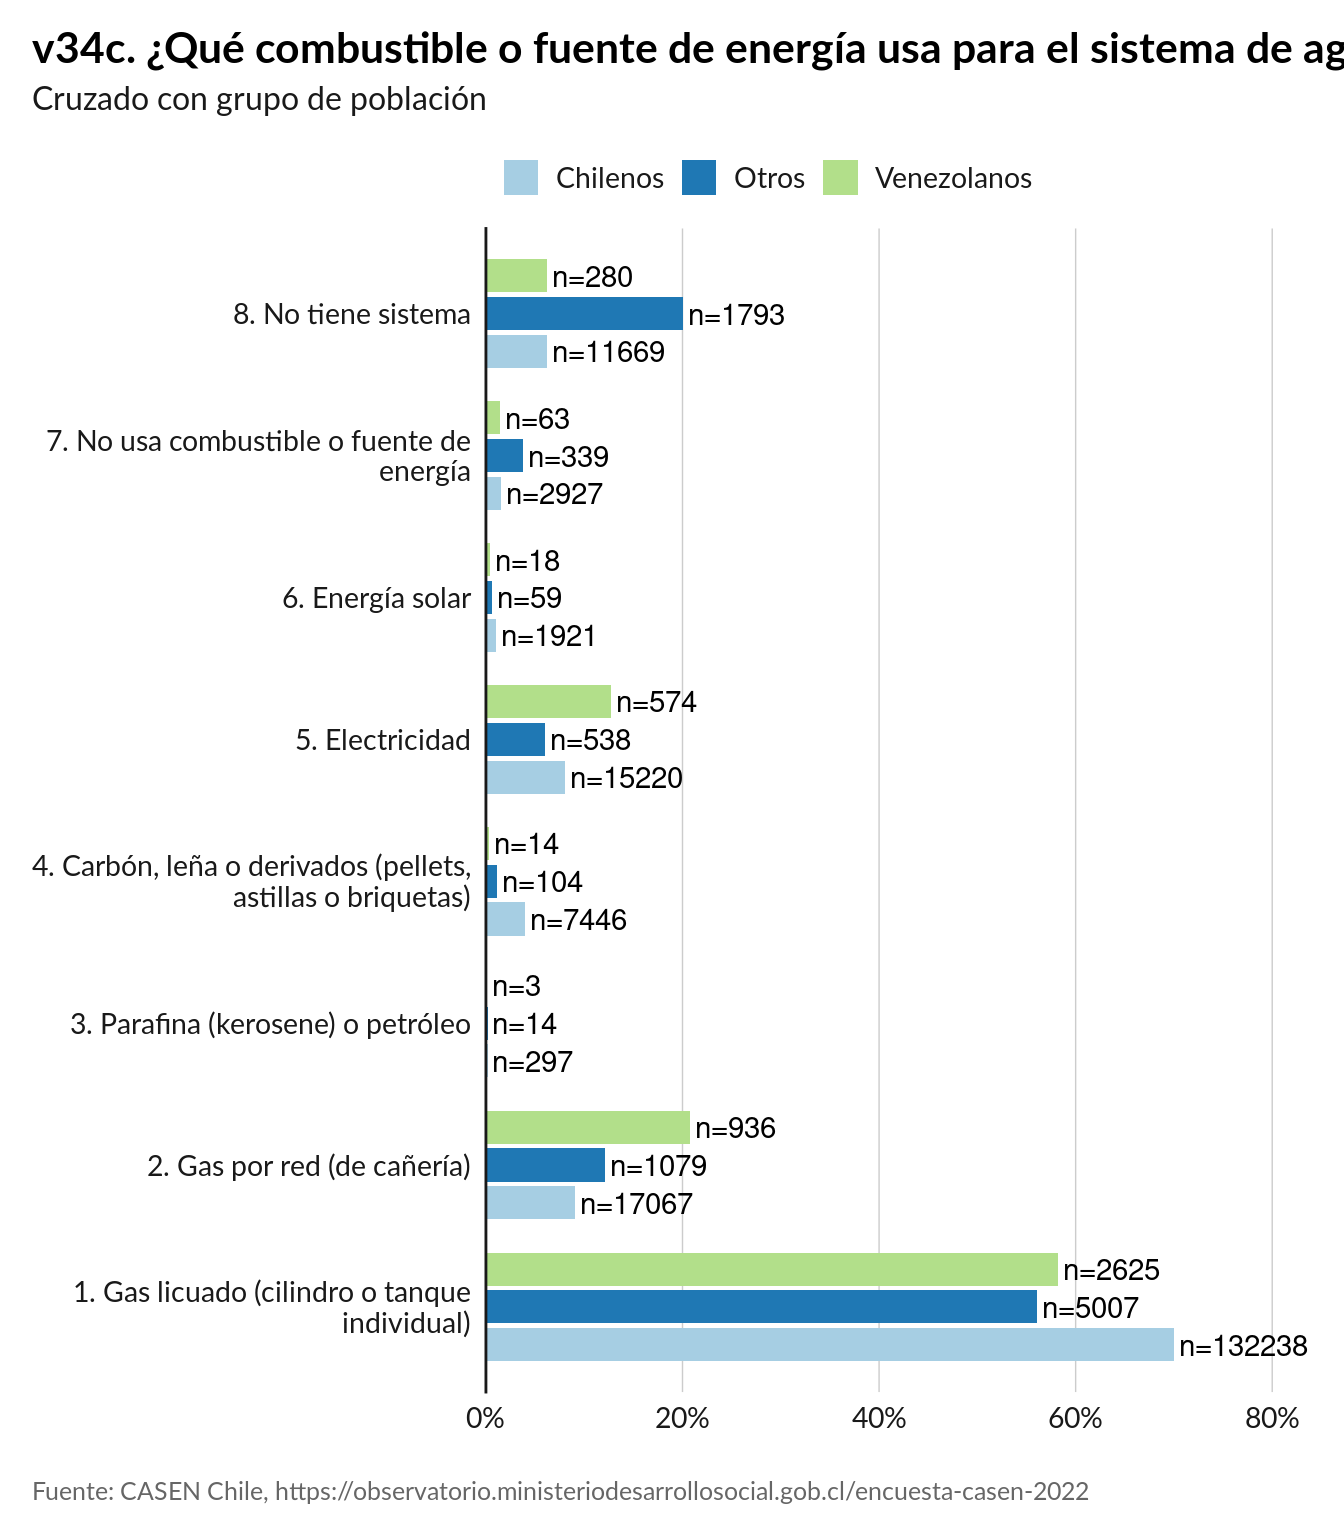 v34c. ¿Qué combustible o fuente de energía usa para el sistema de ag
Cruzado con grupo de población
Chilenos Otros Venezolanos
n=280
8. No tiene sistema
n=1793
n=11669
n=63
7. No usa combustible o fuente de
energía
n=339
n=2927
n=18
6. Energía solar
n=59
n=1921
n=574
5. Electricidad
n=538
n=15220
n=14
4. Carbón, leña o derivados (pellets,
astillas o briquetas)
n=104
n=7446
n=3
3. Parafina (kerosene) o petróleo
n=14
n=297
n=936
2. Gas por red (de cañería)
n=1079
n=17067
n=2625
1. Gas licuado (cilindro o tanque
individual)
n=5007
n=132238
0% 20% 40% 60% 80%
Fuente: CASEN Chile, https://observatorio.ministeriodesarrollosocial.gob.cl/encuesta-casen-2022